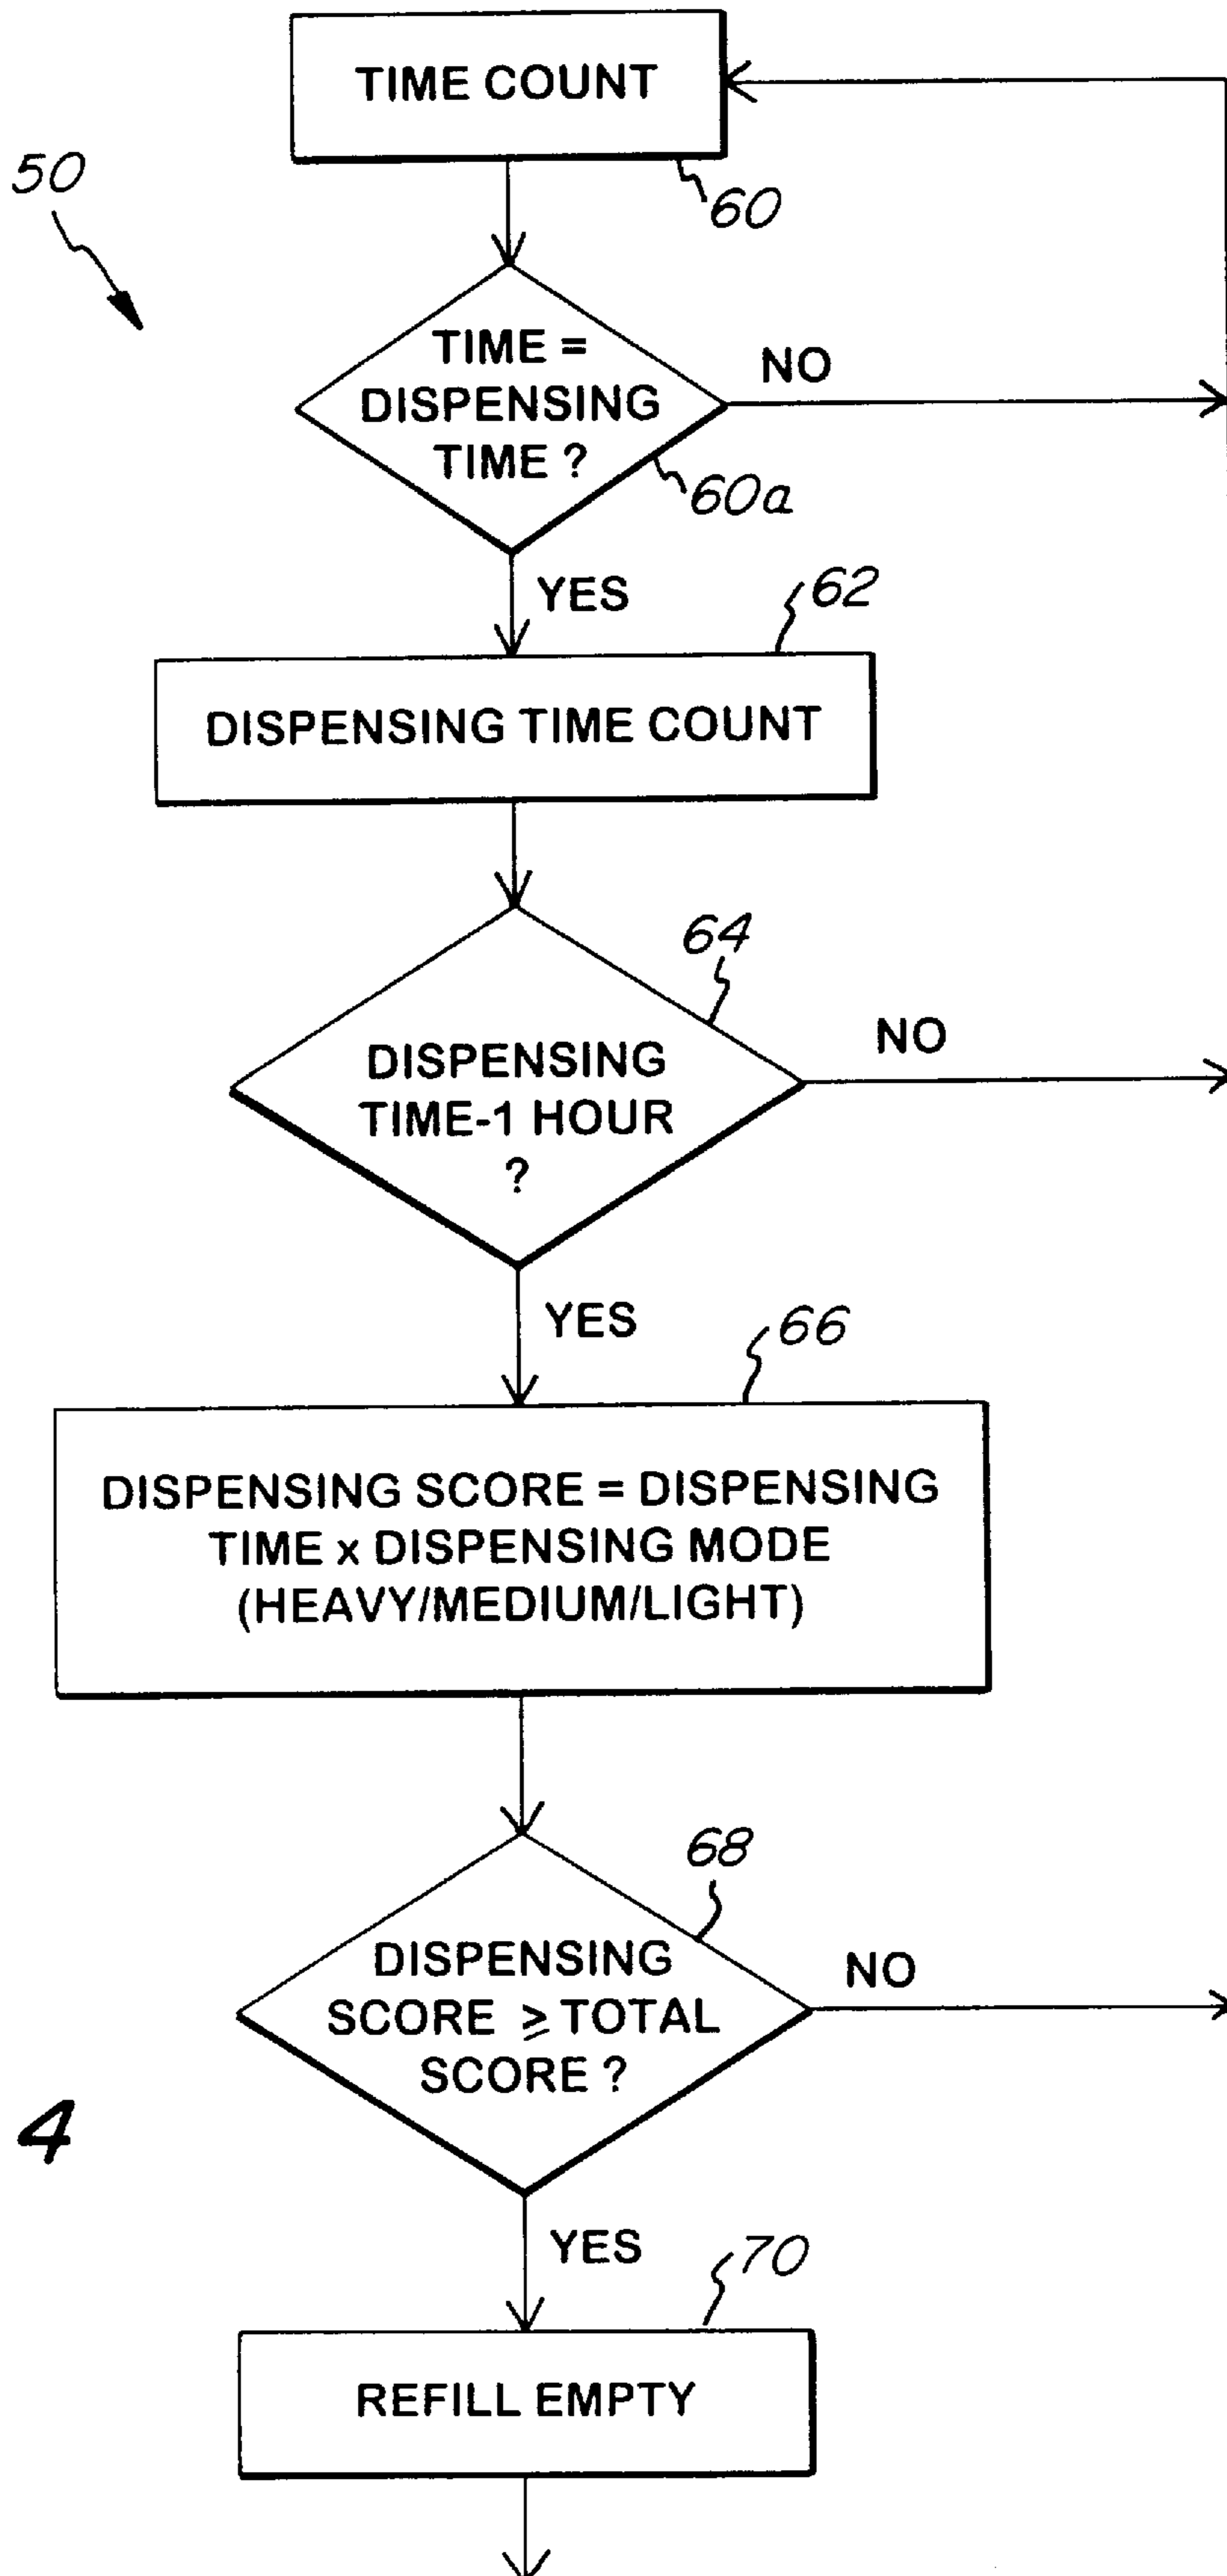 TIME COUNT
50
60
TIME =
DISPENSING
TIME ?
NO
60a
YES
62
DISPENSING TIME COUNT
64
DISPENSING
TIME-1 HOUR
?
NO
YES
66
DISPENSING SCORE = DISPENSING
TIME x DISPENSING MODE
(HEAVY/MEDIUM/LIGHT)
68
DISPENSING
SCORE ≥ TOTAL
SCORE ?
NO
4
YES
70
REFILL EMPTY